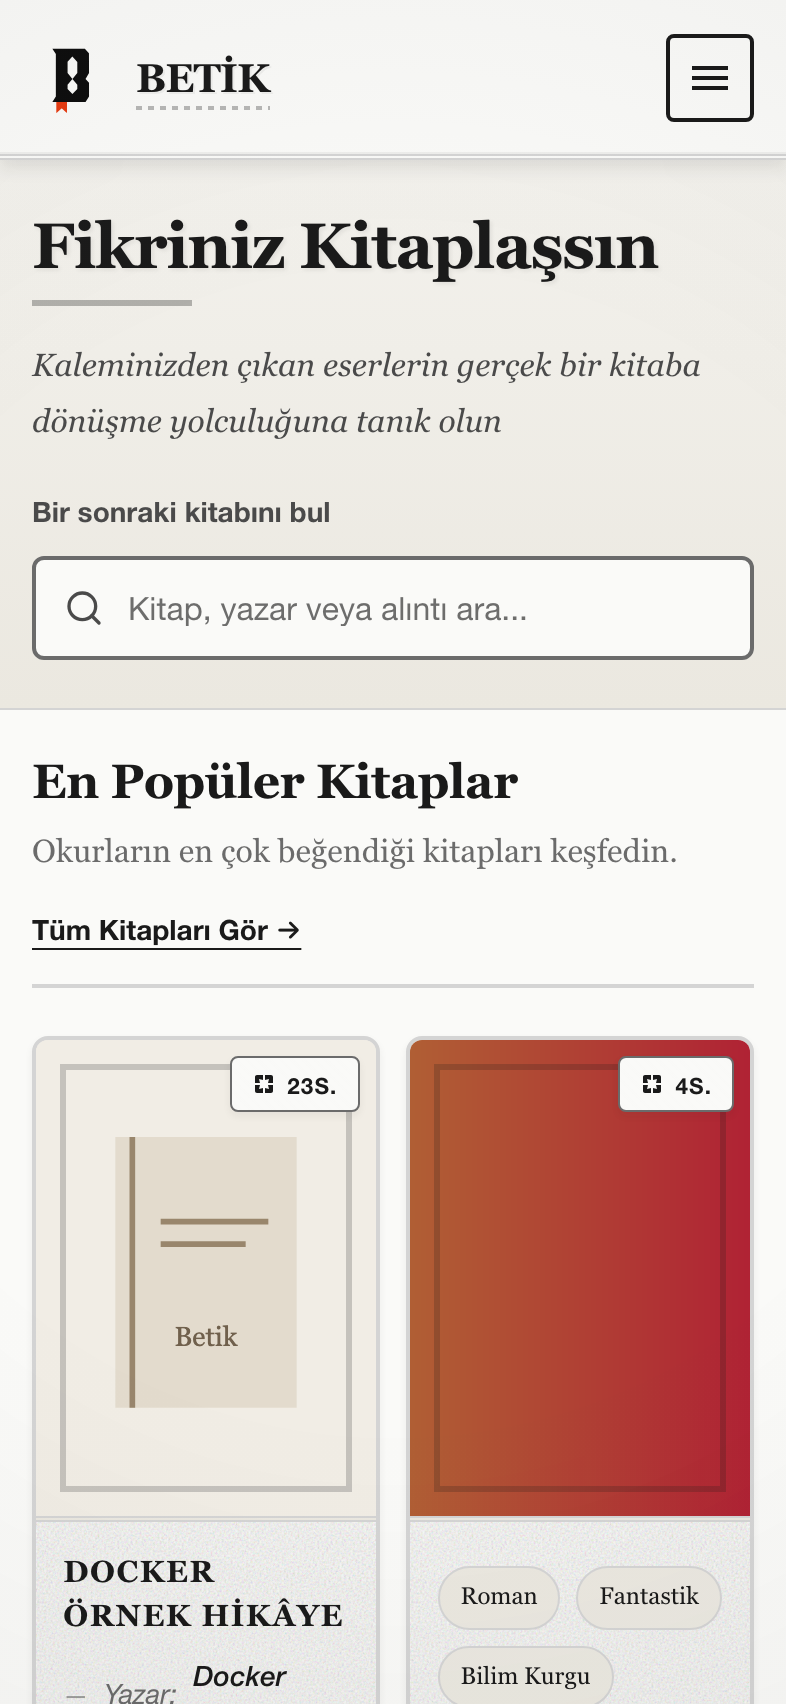 BETİK
Fikriniz Kitaplaşsın
Kaleminizden çıkan eserlerin gerçek bir kitaba
dönüşme yolculuğuna tanık olun
Bir sonraki kitabını bul
Kitap, yazar veya alıntı ara...
En Popüler Kitaplar
Okurların en çok beğendiği kitapları keşfedin.
Tüm Kitapları Gör →
23S.
Betik
DOCKER
ÖRNEK HİKÂYE
— Yazar: Docker
4S.
Roman
Fantastik
Bilim Kurgu